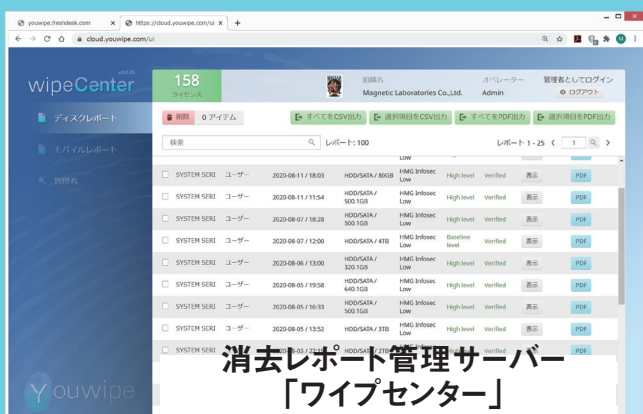 youwipe.freshdesk.com
https://cloud.youwipe.com/ui
cloud.youwipe.com/ui
wipeCenter
158
ライセンス
組織名
Magnetic Laboratories Co.,Ltd.
オペレーター
Admin
管理者としてログイン
ログアウト
ディスクレポート
モバイルレポート
管理者
削除 0 アイテム
すべてをCSV出力 選択項目をCSV出力 すべてをPDF出力 選択項目をPDF出力
検索 レポート: 100 レポート 1 - 25 1
Low
SYSTEM SERI ユーザー 2020-08-11 / 18:03 HDD/SATA / 80GB HMG Infosec Low High level Verified 表示 PDF
SYSTEM SERI ユーザー 2020-08-11 / 11:54 HDD/SATA / 500.1GB HMG Infosec Low High level Verified 表示 PDF
SYSTEM SERI ユーザー 2020-08-07 / 18:28 HDD/SATA / 500.1GB HMG Infosec Low High level Verified 表示 PDF
SYSTEM SERI ユーザー 2020-08-07 / 12:00 HDD/SATA / 4TB HMG Infosec Low Baseline level Verified 表示 PDF
SYSTEM SERI ユーザー 2020-08-06 / 13:00 HDD/SATA / 320.1GB HMG Infosec Low High level Verified 表示 PDF
SYSTEM SERI ユーザー 2020-08-05 / 19:58 HDD/SATA / 640.1GB HMG Infosec Low High level Verified 表示 PDF
SYSTEM SERI ユーザー 2020-08-05 / 16:33 HDD/SATA / 500.1GB HMG Infosec Low High level Verified 表示 PDF
SYSTEM SERI ユーザー 2020-08-05 / 13:52 HDD/SATA / 3TB HMG Infosec Low High level Verified 表示 PDF
SYSTEM SERI ユーザー HDD/SATA / 2TB High level Verified 表示 PDF
消去レポート管理サーバー
「ワイプセンター」
Youwipe